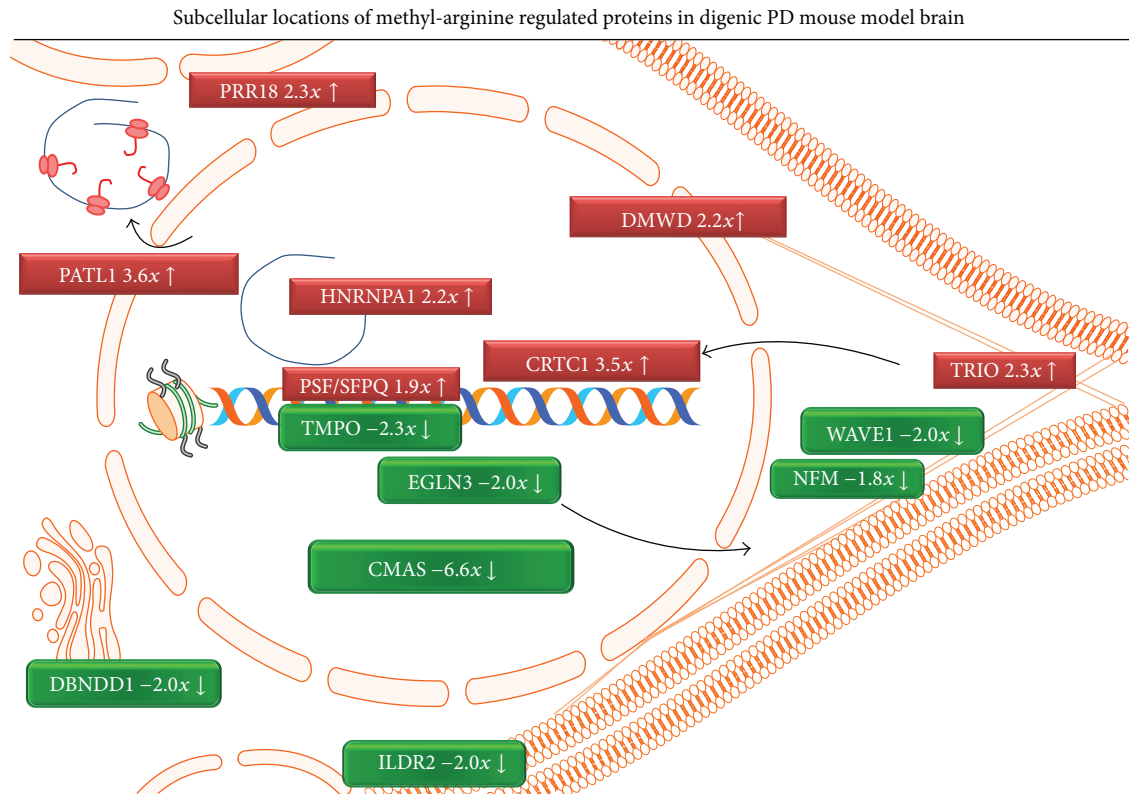 Subcellular locations of methyl-arginine regulated proteins in digenic PD mouse model brain
PRR18 2.3x ↑
DMWD 2.2x ↑
PATL1 3.6x ↑
HNRNPA1 2.2x ↑
CRTC1 3.5x ↑
TRIO 2.3x ↑
PSF/SFPQ 1.9x ↑
TMPO −2.3x ↓
WAVE1 −2.0x ↓
EGLN3 −2.0x ↓
NFM −1.8x ↓
CMAS −6.6x ↓
DBNDD1 −2.0x ↓
ILDR2 −2.0x ↓